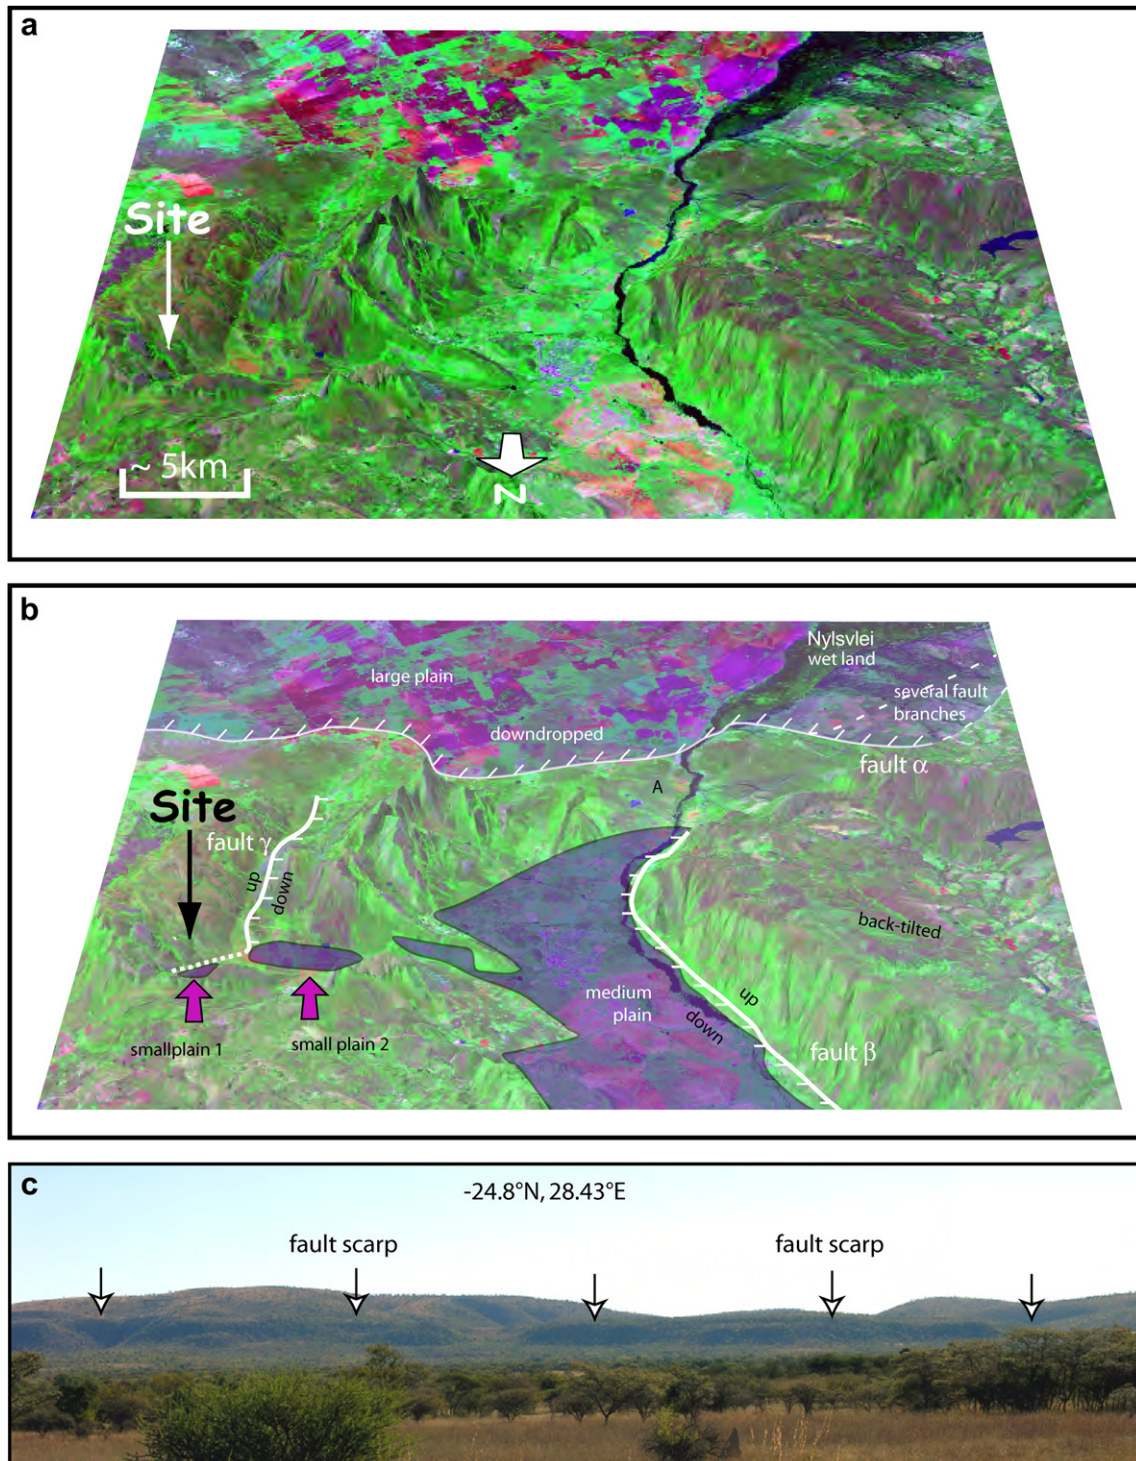 a
Site
~ 5km
N
b
Nylsvlei
wet land
large plain
several fault
branches
downdropped
fault α
A
Site
fault γ
up
down
back-tilted
medium
plain
up
down
smallplain 1
small plain 2
fault β
c
-24.8°N, 28.43°E
fault scarp
fault scarp